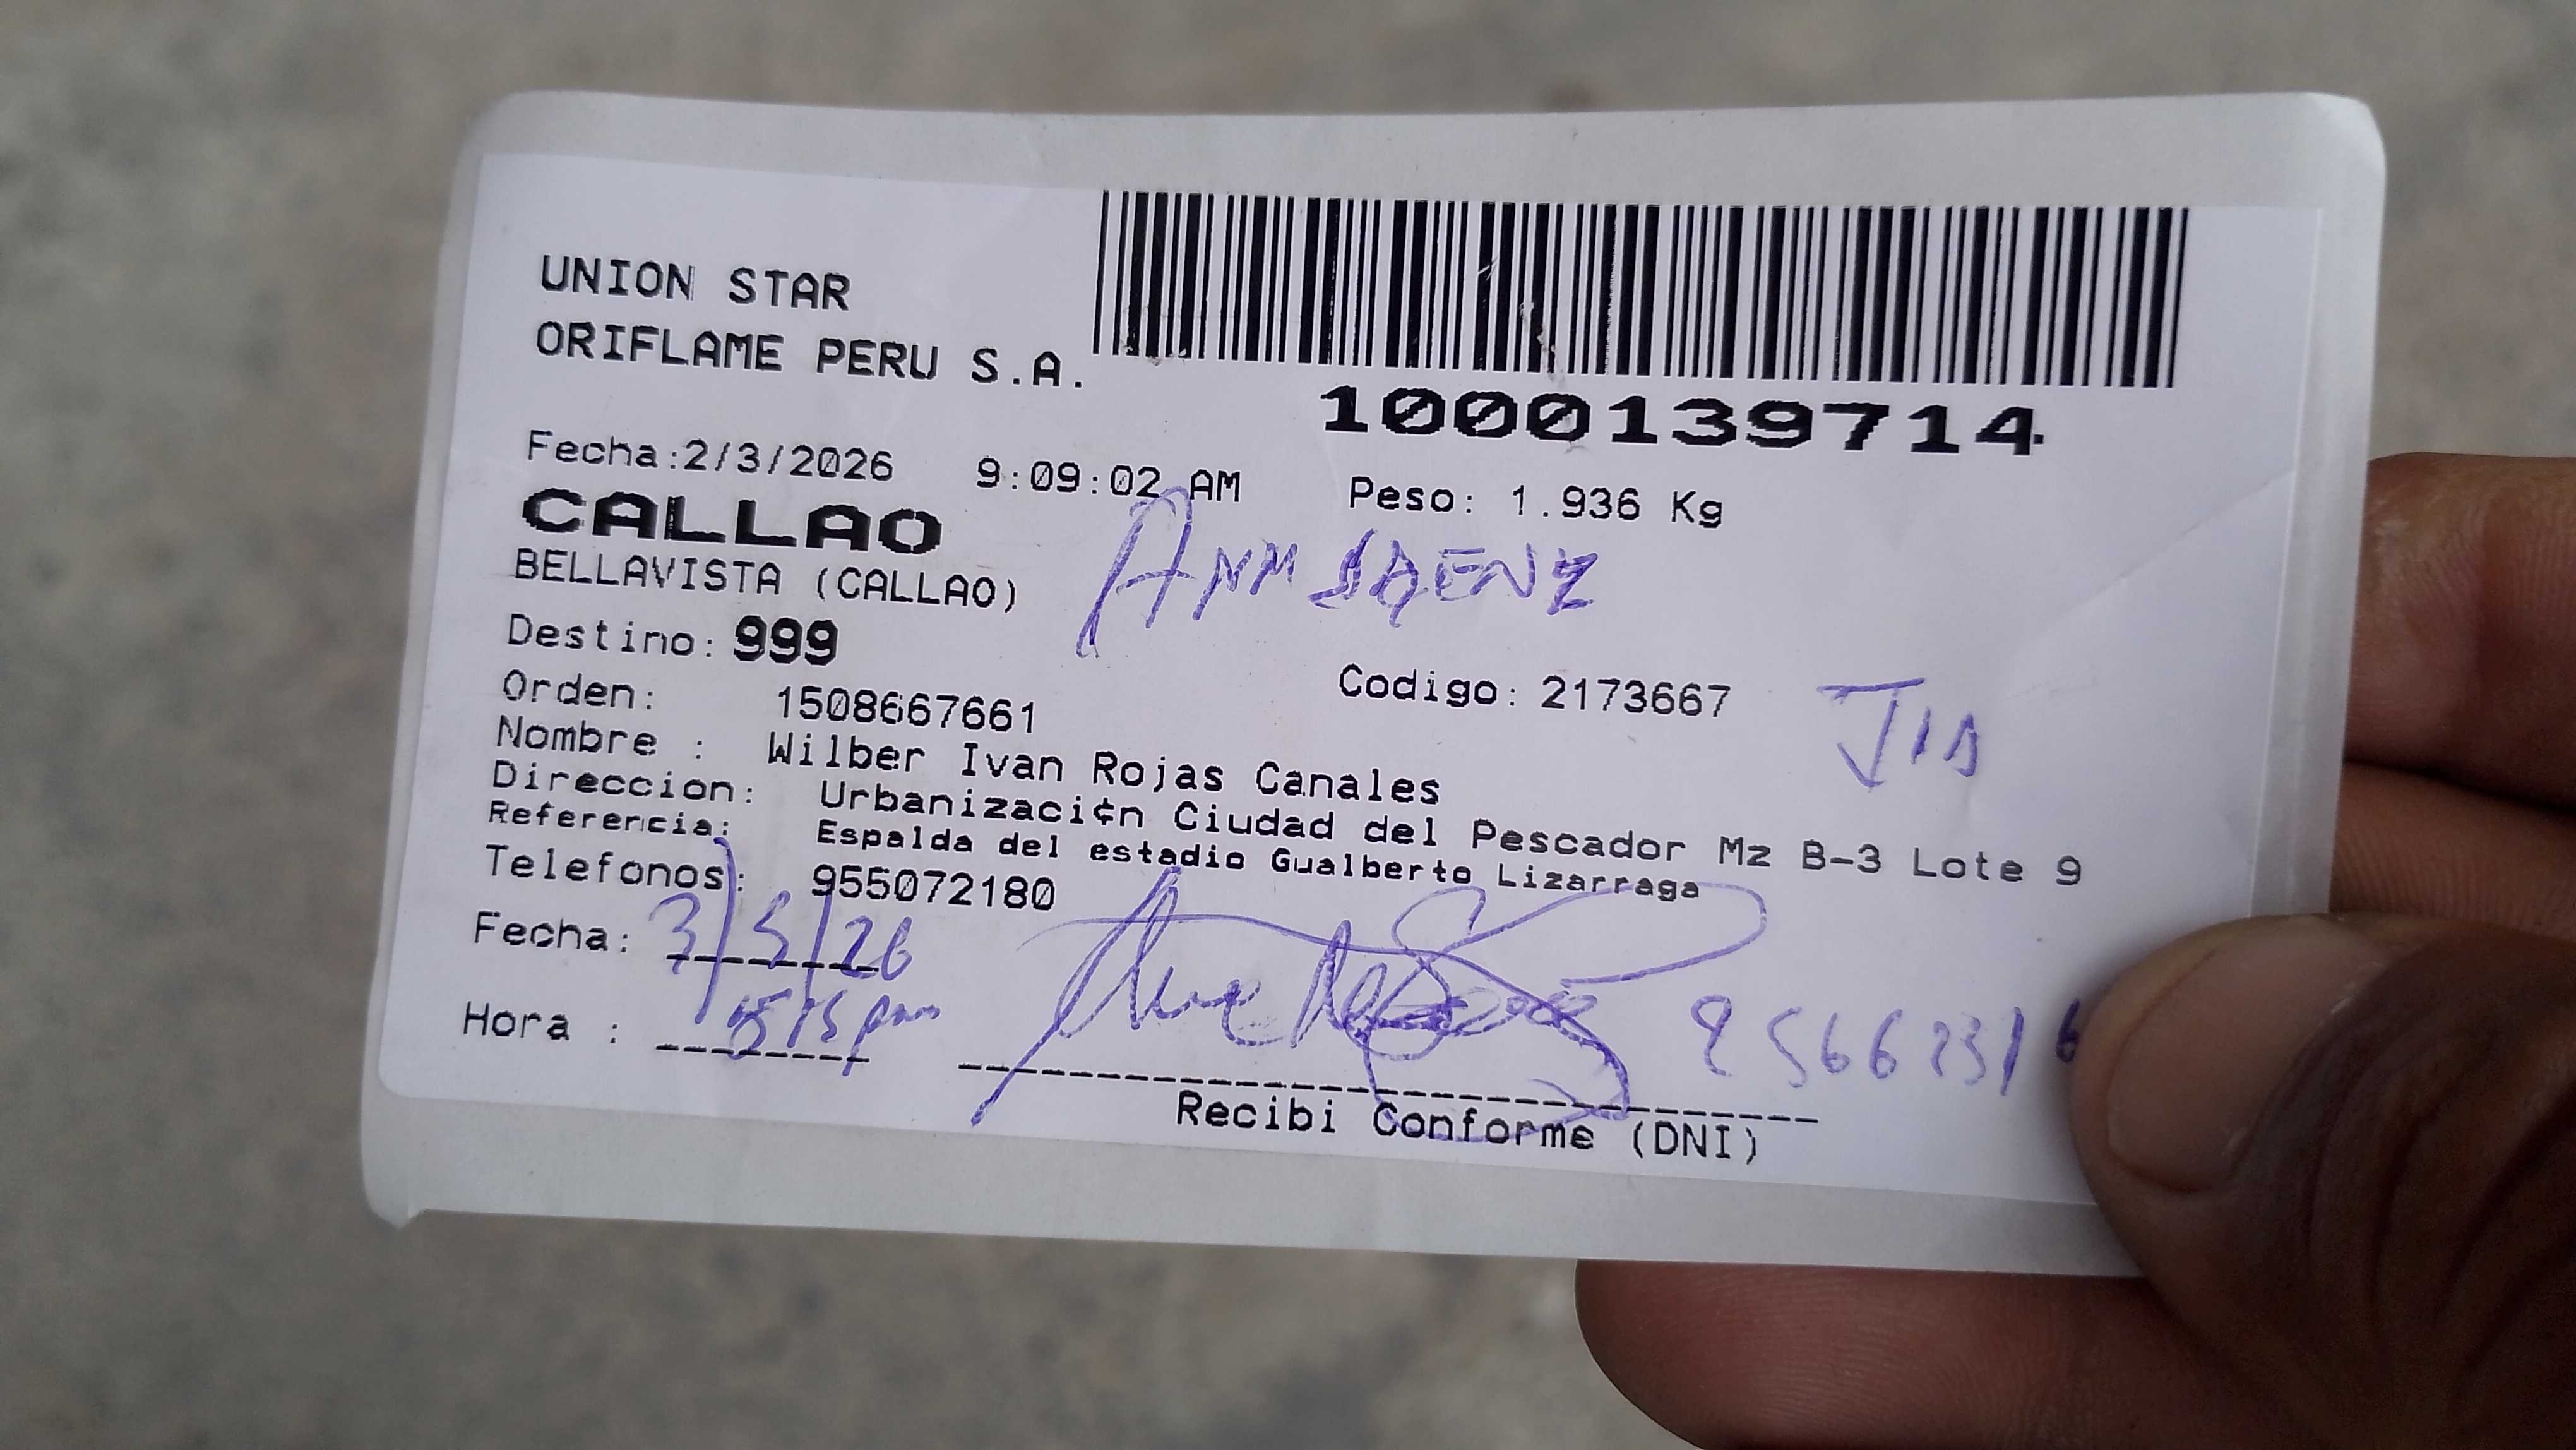 UNION STAR
ORIFLAME PERU S.A.
1000139714
Fecha:2/3/2026 9:09:02 AM Peso: 1.936 Kg
CALLAO
BELLAVISTA (CALLAO)
SAENZ
Destino: 999
Orden: 1508667661 Codigo: 2173667
Nombre : Wilber Ivan Rojas Canales
TIA
Direccion: Urbanizaci¢n Ciudad del Pescador Mz B-3 Lote 9
Referencia: Espalda del estadio Gualberto Lizarraga
Telefonos: 955072180
Fecha: 3/3/26
Hora :
Recibi Conforme (DNI)